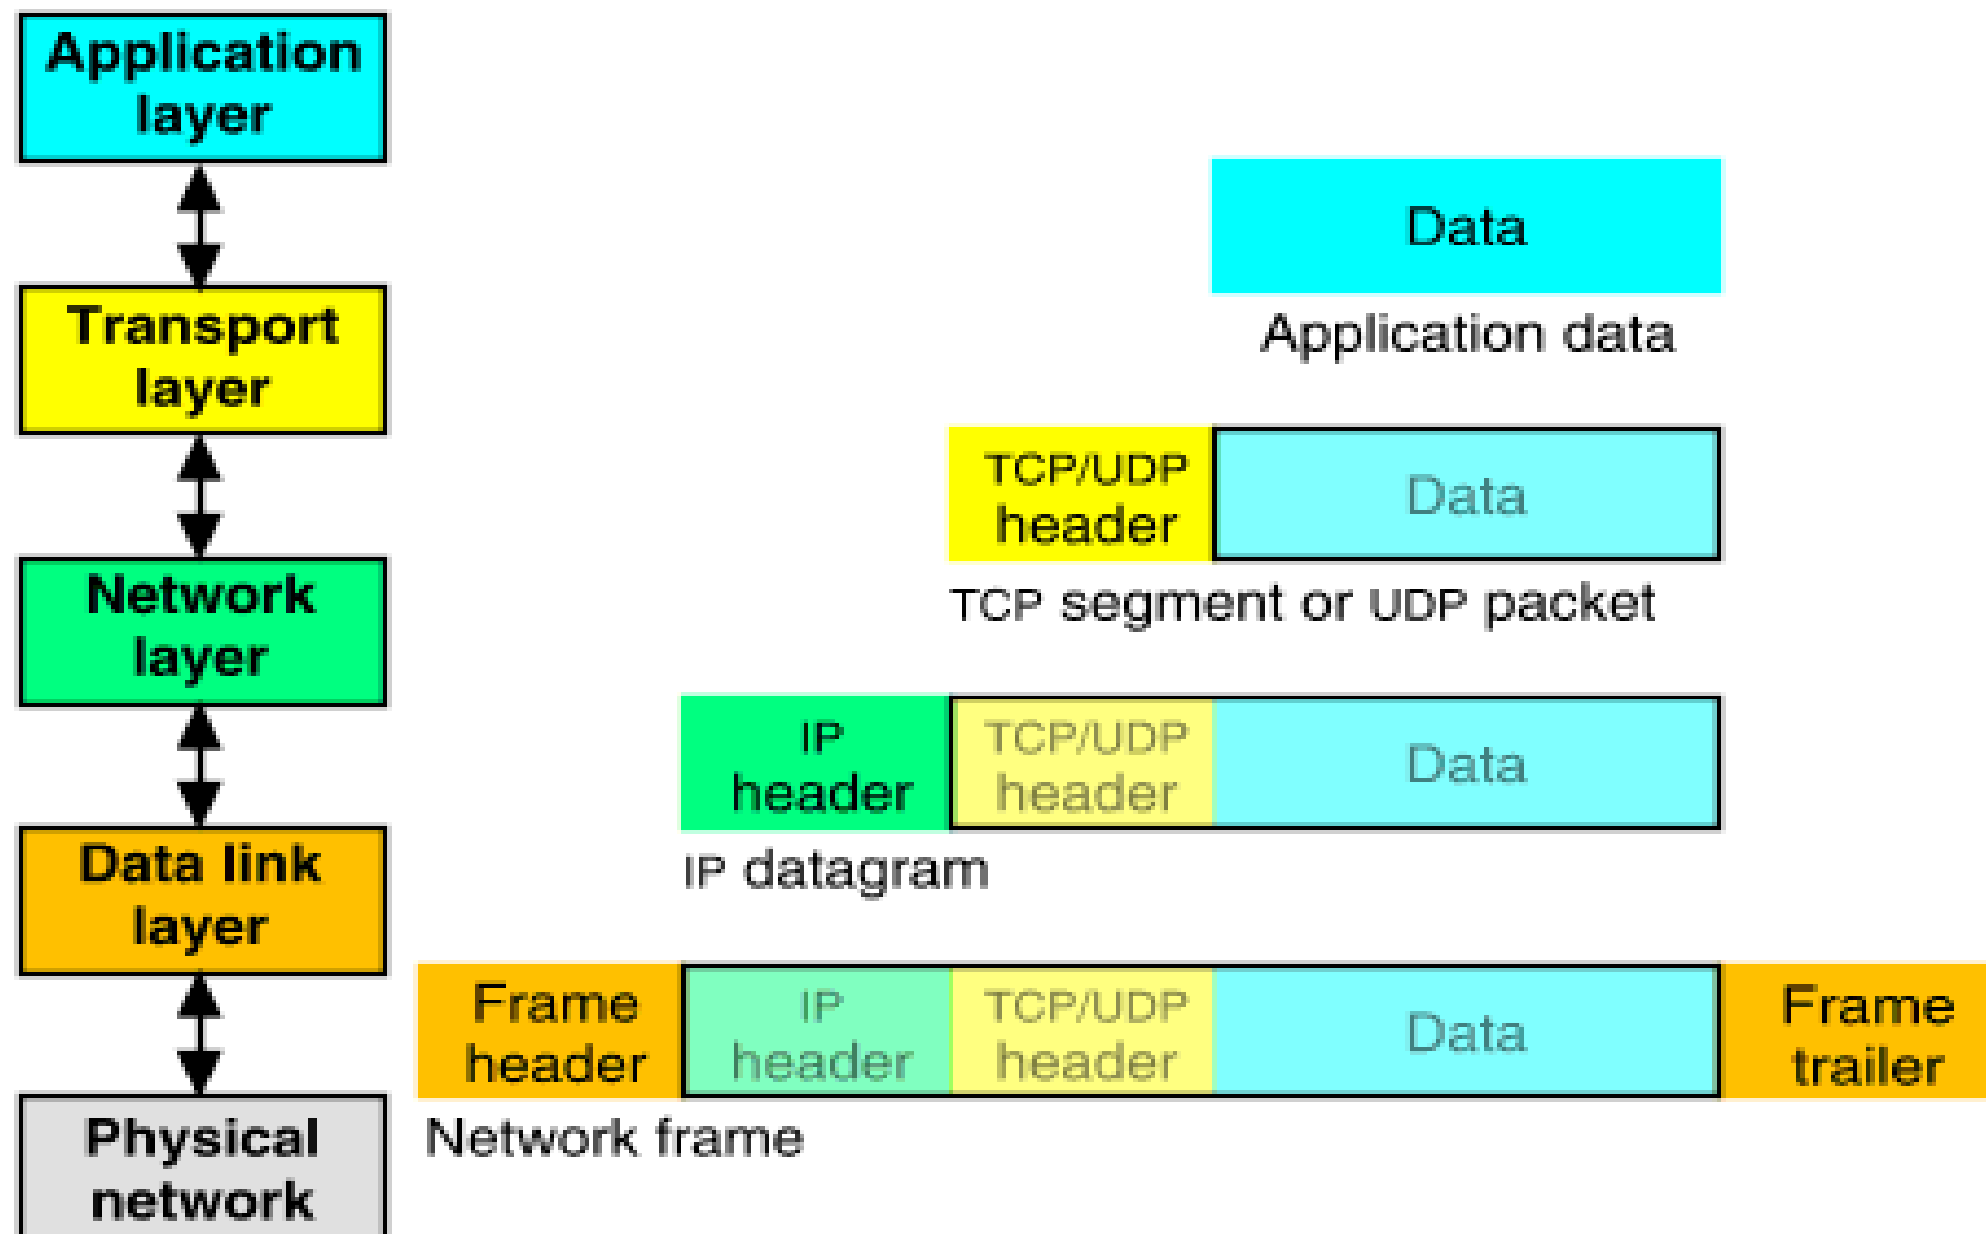 Application
layer
Data
Application data
Transport
layer
TCP/UDP
header
Data
TCP segment or UDP packet
Network
layer
IP
header
TCP/UDP
header
Data
IP datagram
Data link
layer
Frame
header
IP
header
TCP/UDP
header
Data
Frame
trailer
Network frame
Physical
network